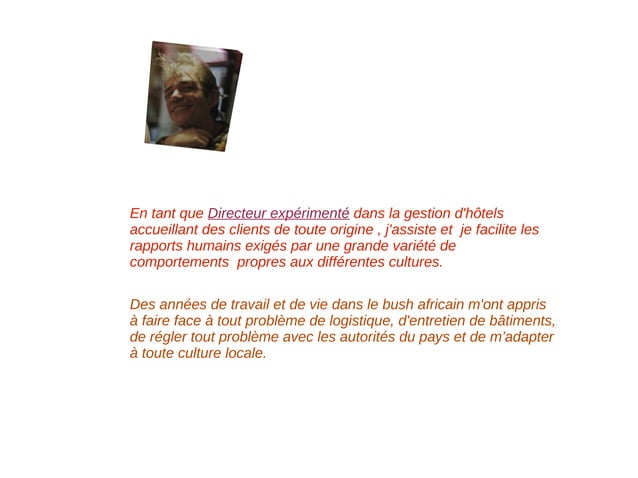 En tant que Directeur expérimenté dans la gestion d'hôtels
accueillant des clients de toute origine , j'assiste et  je facilite les
rapports humains exigés par une grande variété de
comportements  propres aux différentes cultures.
Des années de travail et de vie dans le bush africain m'ont appris
à faire face à tout problème de logistique, d'entretien de bâtiments,
de régler tout problème avec les autorités du pays et de m’adapter
à toute culture locale.